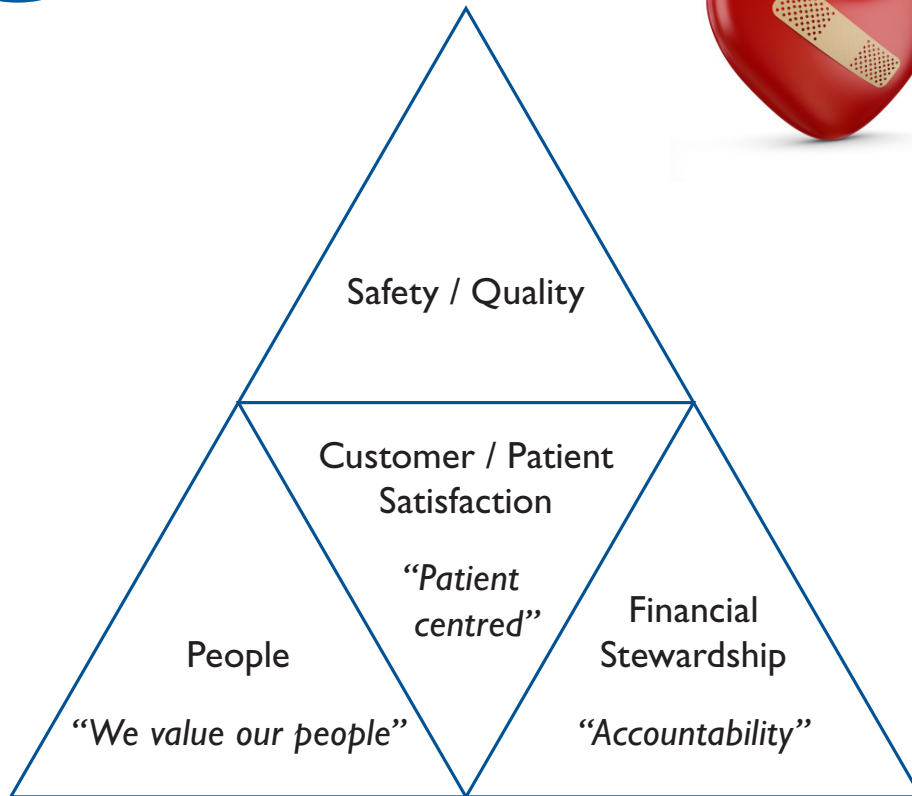 Safety / Quality
Customer / Patient
Satisfaction
“Patient
centred”
People
“We value our people”
Financial
Stewardship
“Accountability”